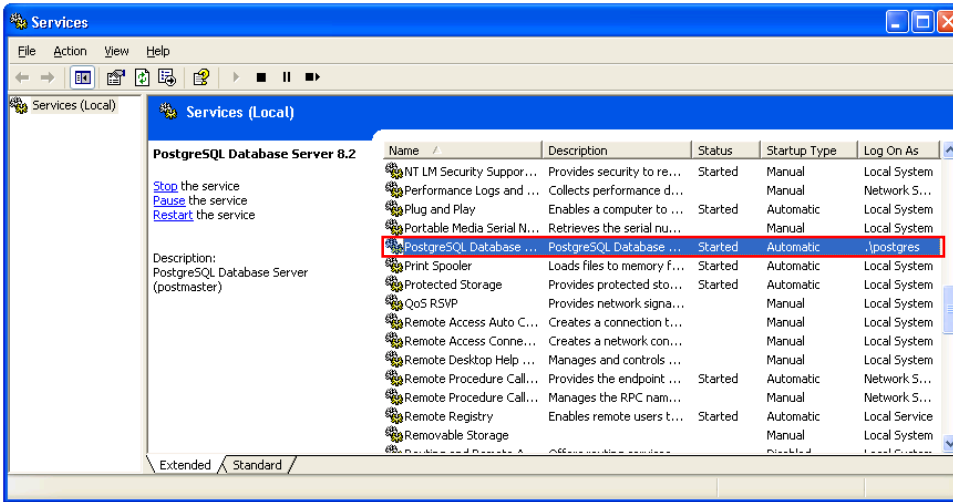 Services
File Action View Help
Services (Local)
Services (Local)
PostgreSQL Database Server 8.2
Stop the service
Pause the service
Restart the service
Description:
PostgreSQL Database Server
(postmaster)
Name Description Status Startup Type Log On As
NT LM Security Suppor... Provides security to re... Started Manual Local System
Performance Logs and ... Collects performance d... Manual Network S...
Plug and Play Enables a computer to ... Started Automatic Local System
Portable Media Serial N... Retrieves the serial nu... Manual Local System
PostgreSQL Database ... PostgreSQL Database ... Started Automatic .\postgres
Print Spooler Loads files to memory f... Started Automatic Local System
Protected Storage Provides protected sto... Started Automatic Local System
QoS RSVP Provides network signa... Manual Local System
Remote Access Auto C... Creates a connection t... Manual Local System
Remote Access Conne... Creates a network con... Manual Local System
Remote Desktop Help ... Manages and controls ... Manual Local System
Remote Procedure Call... Provides the endpoint ... Started Automatic Network S...
Remote Procedure Call... Manages the RPC nam... Manual Network S...
Remote Registry Enables remote users t... Started Automatic Local Service
Removable Storage Manual Local System
Extended Standard